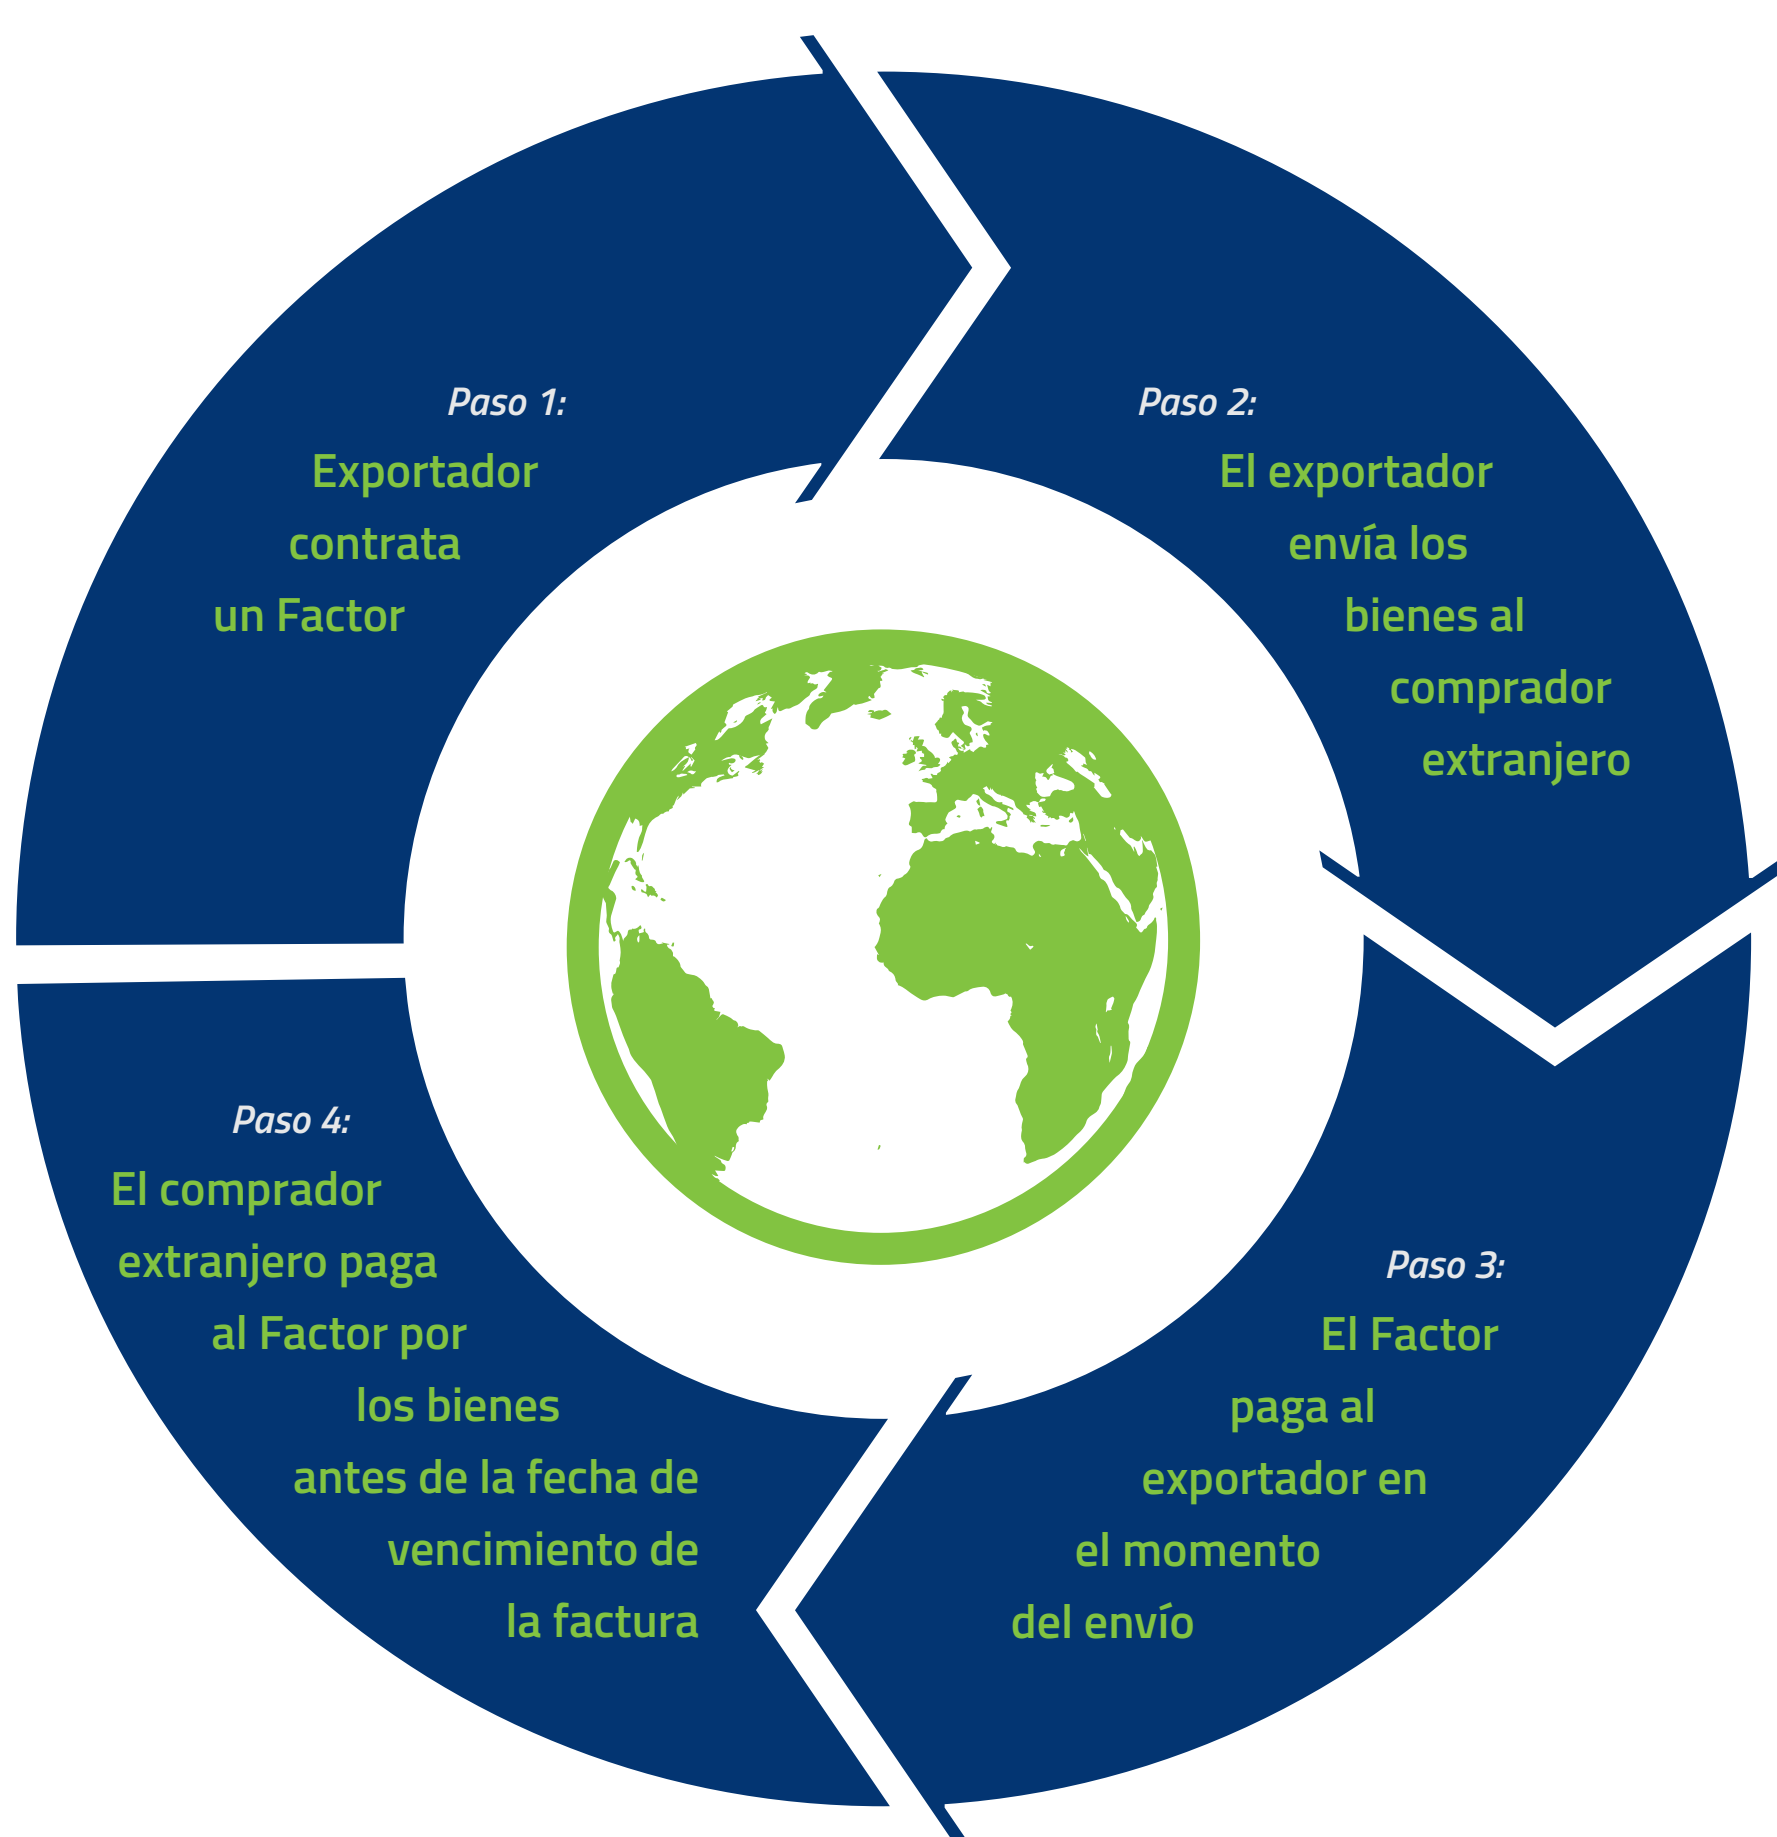 Paso 1:
Exportador
contrata
un Factor
Paso 2:
El exportador
envía los
bienes al
comprador
extranjero
Paso 3:
El Factor
paga al
exportador en
el momento
del envío
Paso 4:
El comprador
extranjero paga
al Factor por
los bienes
antes de la fecha de
vencimiento de
la factura